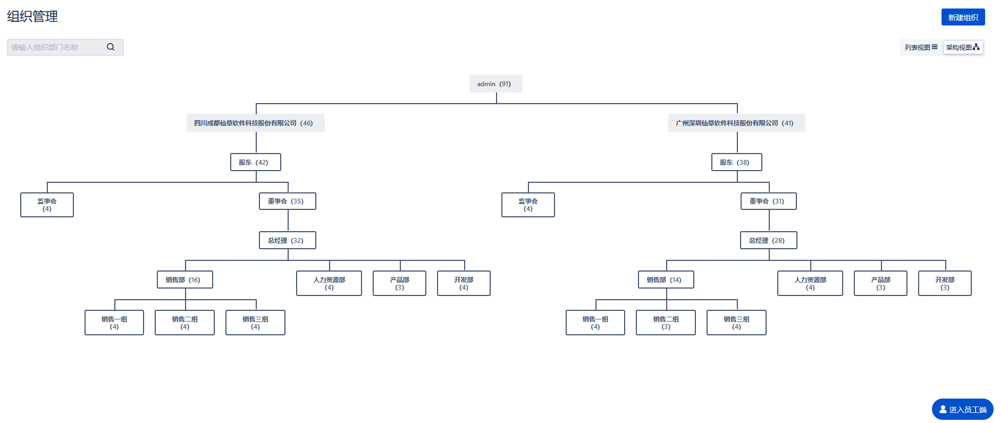 组织管理
新建组织
请输入组织部门名称
列表视图
架构视图
admin（91）
四川成都仙草软件科技股份有限公司（46）
广州深圳仙草软件科技股份有限公司（41）
股东（42）
股东（38）
监事会
（4）
董事会（35）
监事会
（4）
董事会（31）
总经理（32）
总经理（28）
销售部（16）
人力资源部
（4）
产品部
（3）
开发部
（4）
销售部（14）
人力资源部
（4）
产品部
（3）
开发部
（3）
销售一组
（4）
销售二组
（4）
销售三组
（4）
销售一组
（4）
销售二组
（3）
销售三组
（4）
进入员工端